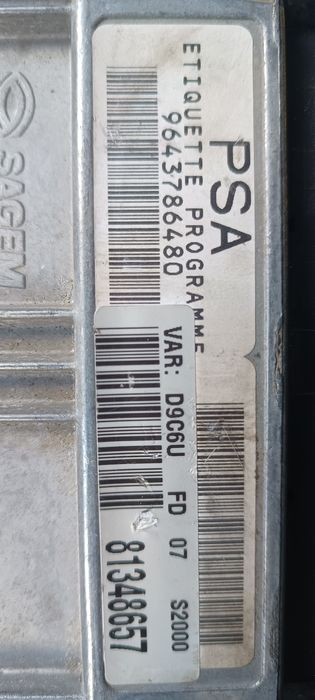 PSA
ETIQUETTE PROGRAMME
9643786480
VAR: D9C6U FD 07 S2000
81348657
SAGEM